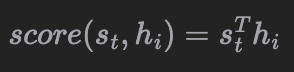 score(s_t, h_i) = s_t^T h_i